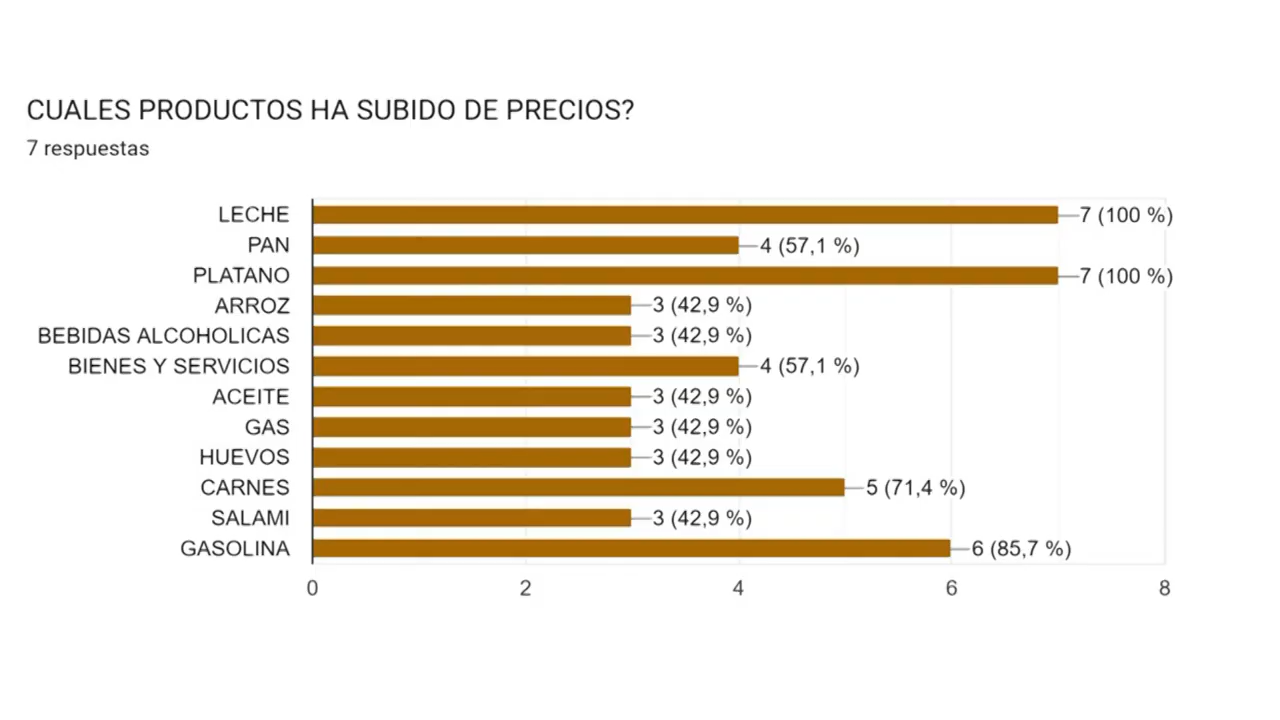 CUALES PRODUCTOS HA SUBIDO DE PRECIOS?
7 respuestas
LECHE 7 (100 %)
PAN 4 (57,1 %)
PLATANO 7 (100 %)
ARROZ 3 (42,9 %)
BEBIDAS ALCOHOLICAS 3 (42,9 %)
BIENES Y SERVICIOS 4 (57,1 %)
ACEITE 3 (42,9 %)
GAS 3 (42,9 %)
HUEVOS 3 (42,9 %)
CARNES 5 (71,4 %)
SALAMI 3 (42,9 %)
GASOLINA 6 (85,7 %)
0 2 4 6 8